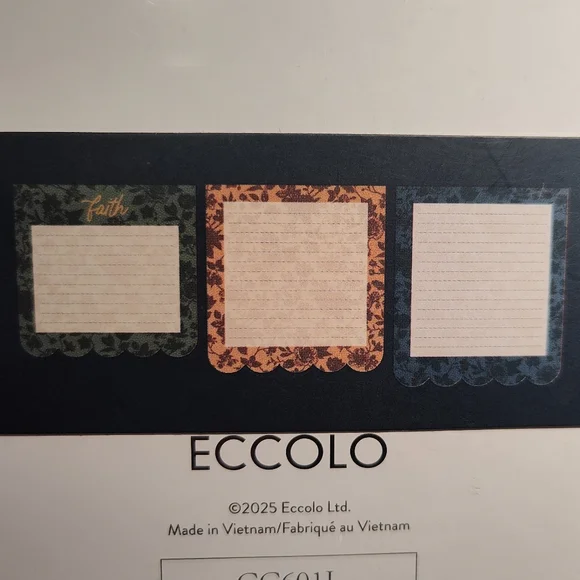 faith
ECCOLO
©2025 Eccolo Ltd.
Made in Vietnam/Fabriqué au Vietnam